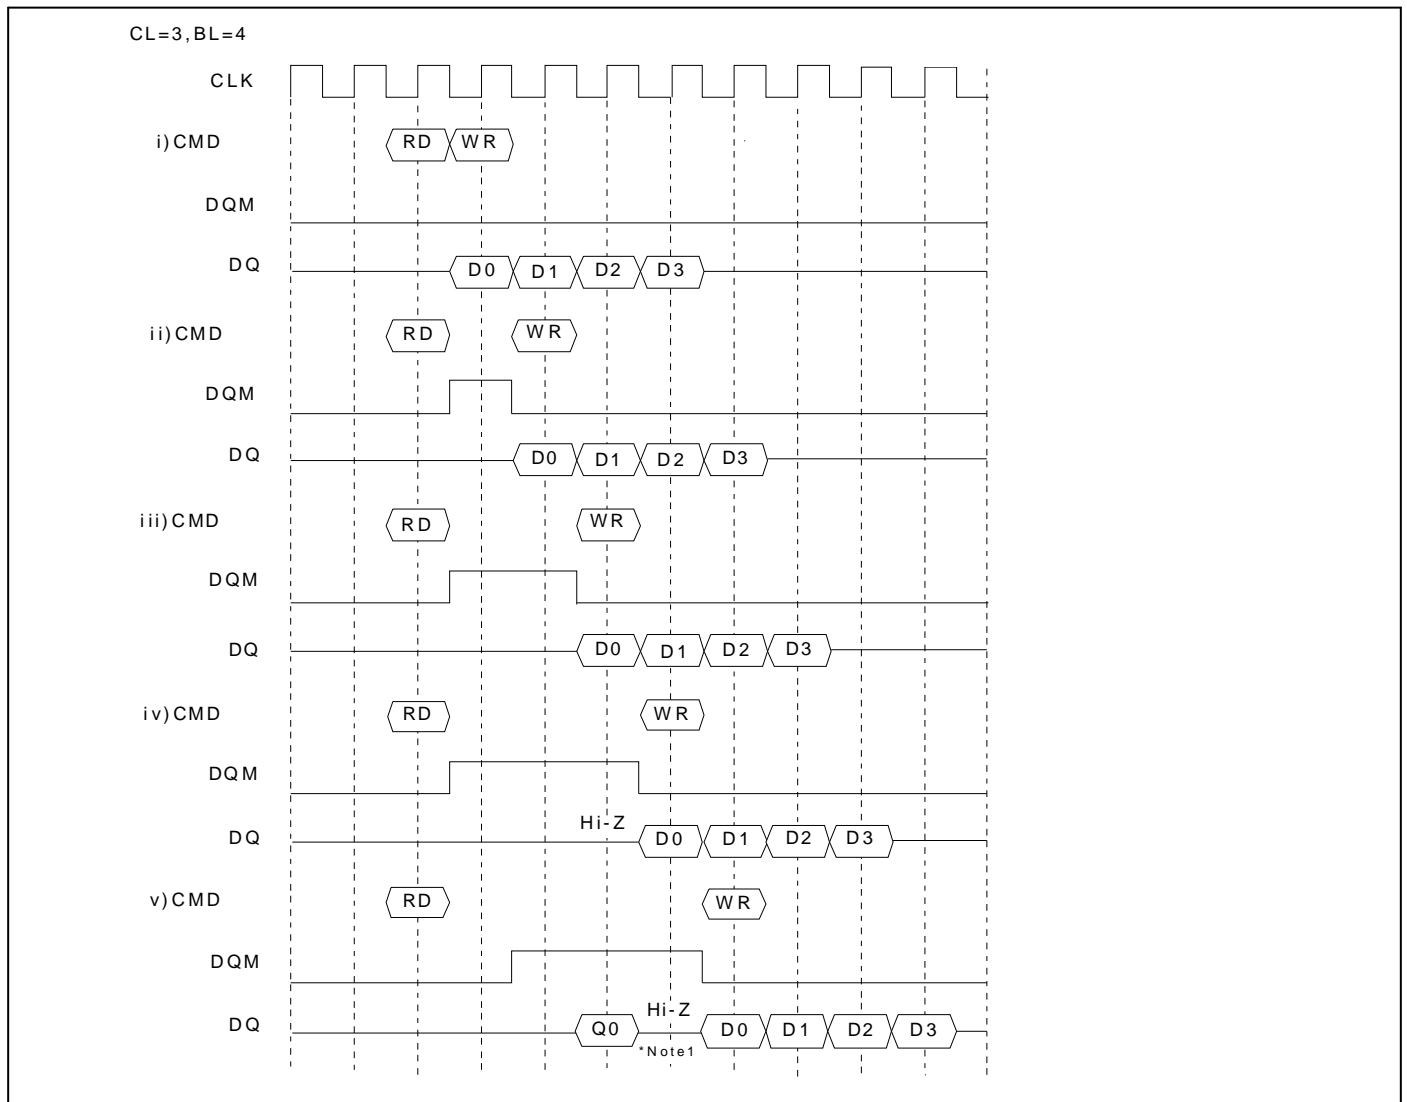 CL=3,BL=4
CLK
i)CMD RD WR
DQM
DQ D0 D1 D2 D3
ii)CMD RD WR
DQM
DQ D0 D1 D2 D3
iii)CMD RD WR
DQM
DQ D0 D1 D2 D3
iv)CMD RD WR
DQM
Hi-Z
DQ D0 D1 D2 D3
v)CMD RD WR
DQM
Hi-Z
DQ Q0 D0 D1 D2 D3
*Note1